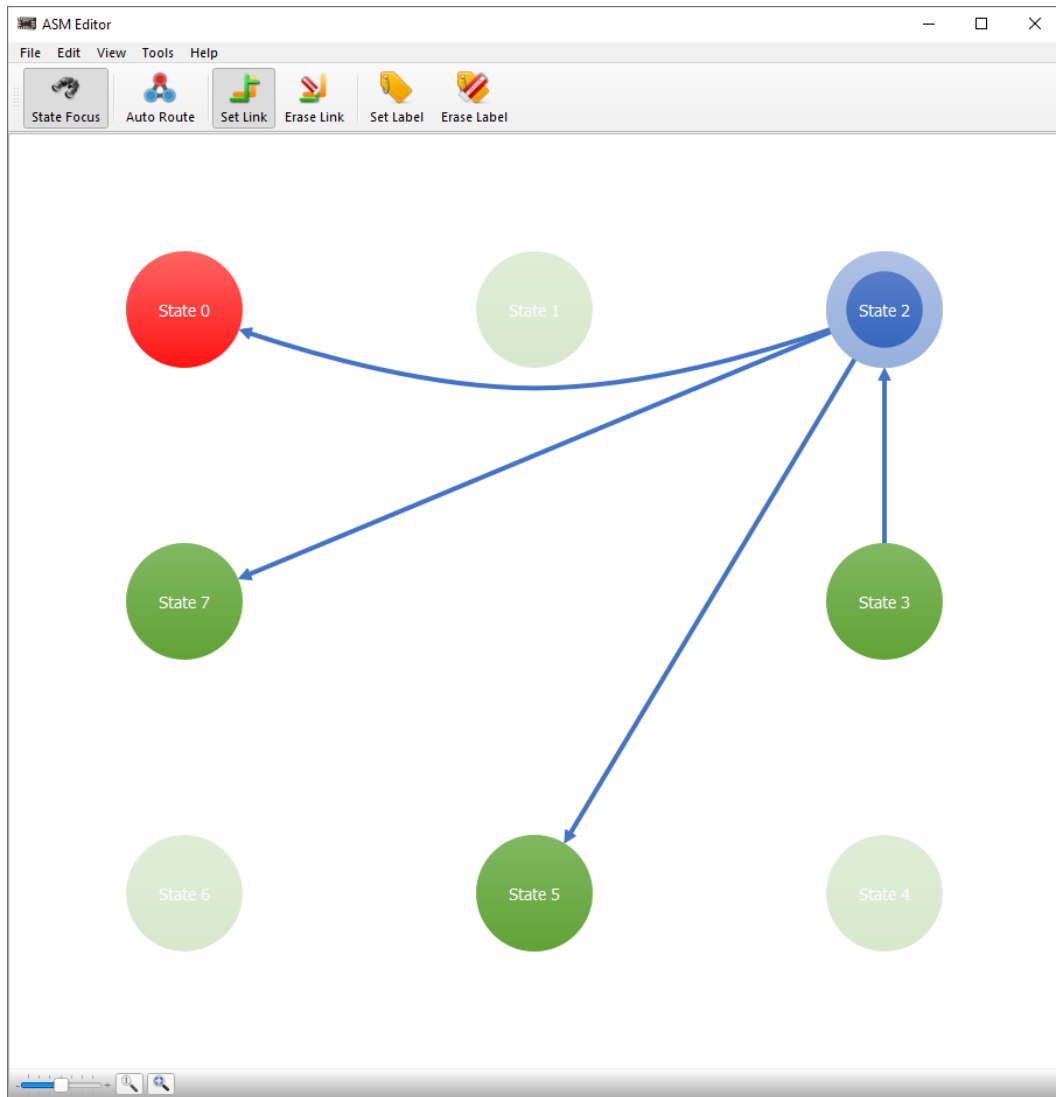 ASM Editor
File Edit View Tools Help
State Focus Auto Route Set Link Erase Link Set Label Erase Label
State 0 State 1 State 2
State 7 State 3
State 6 State 5 State 4
- +